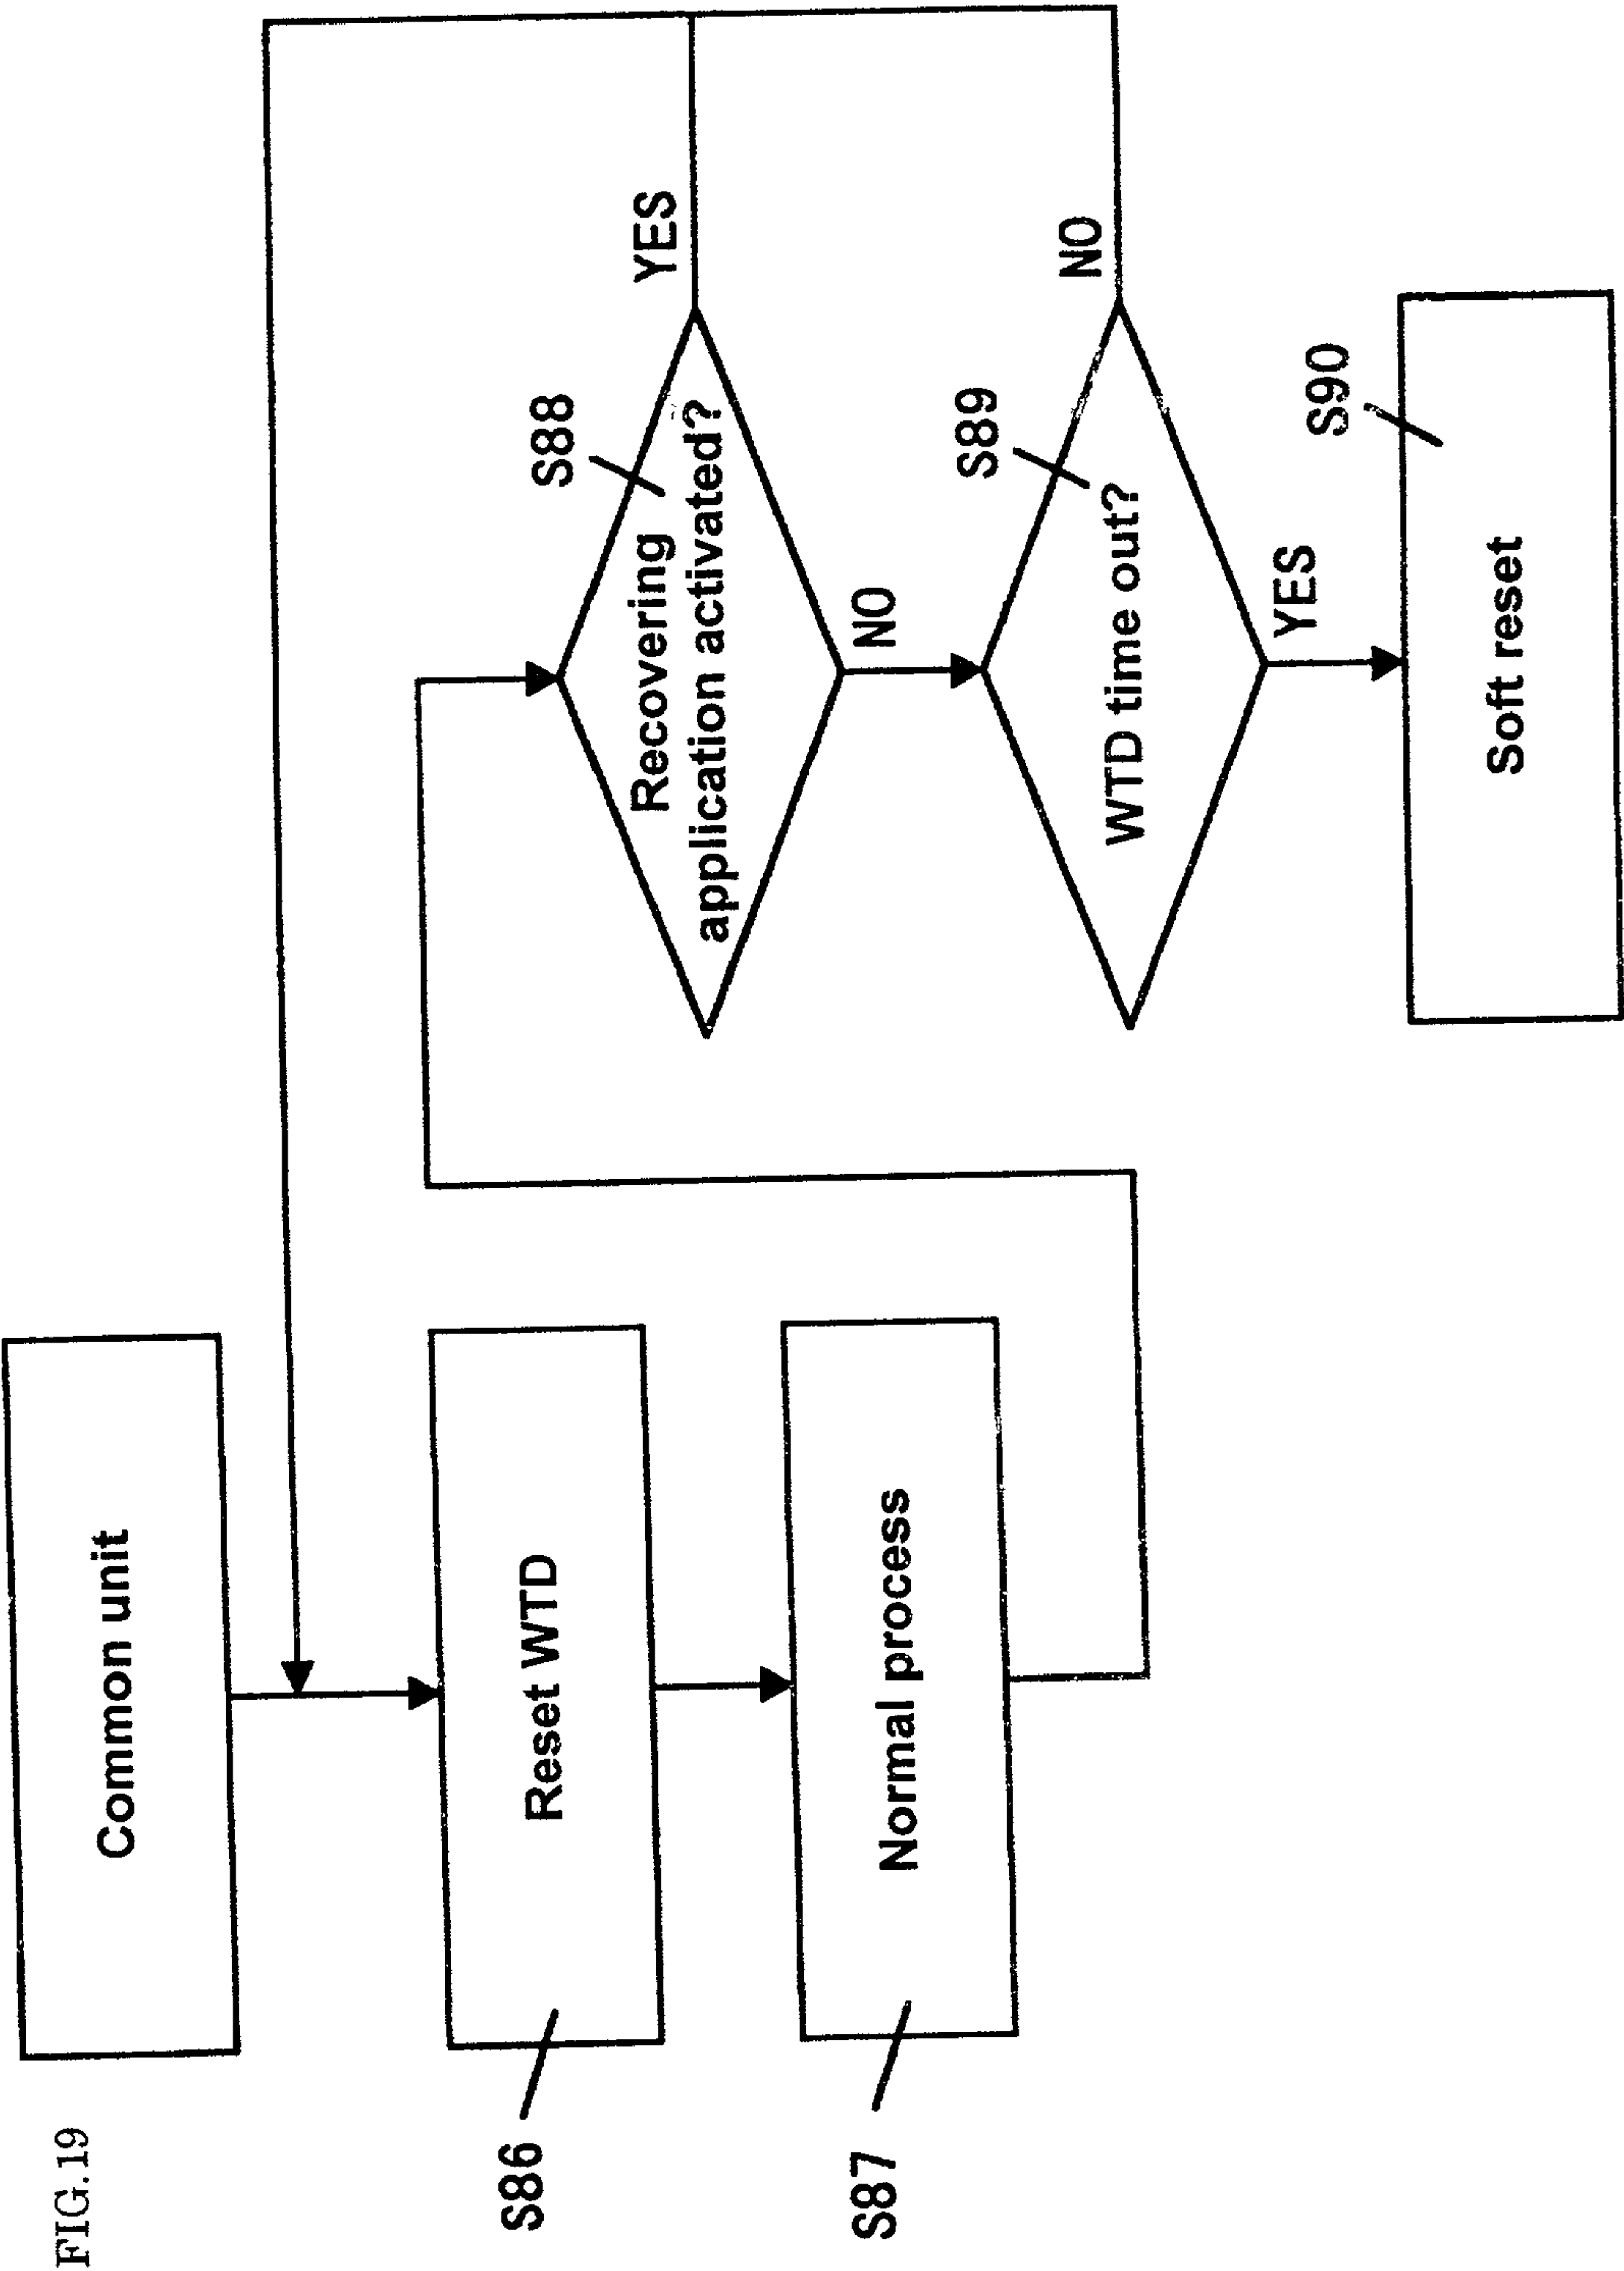 FIG.19
Common unit
S86
Reset WTD
S87
Normal process
S88
Recovering
application activated?
YES
NO
S89
WTD time out?
NO
YES
S90
Soft reset